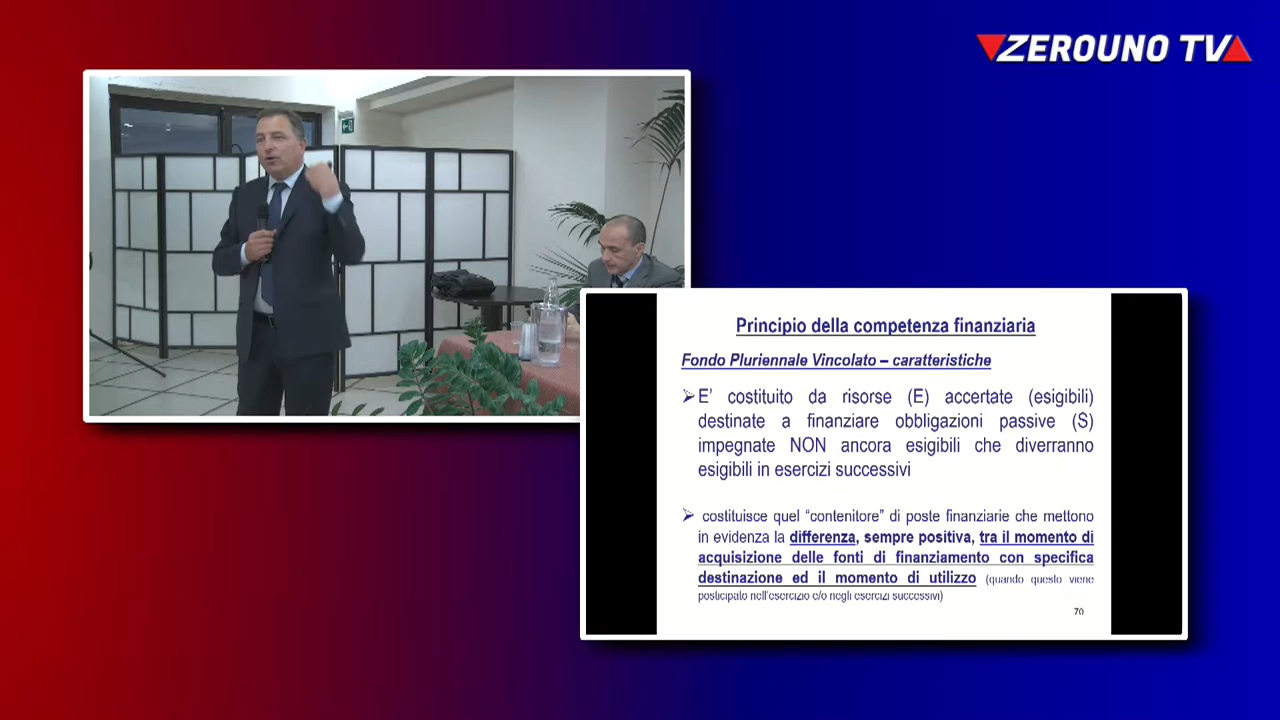 ZEROUNO TV
Principio della competenza finanziaria
Fondo Pluriennale Vincolato – caratteristiche
➢E' costituito da risorse (E) accertate (esigibili)
destinate a finanziare obbligazioni passive (S)
impegnate NON ancora esigibili che diverranno
esigibili in esercizi successivi
➢ costituisce quel “contenitore” di poste finanziarie che mettono
in evidenza la differenza, sempre positiva, tra il momento di
acquisizione delle fonti di finanziamento con specifica
destinazione ed il momento di utilizzo (quando questo viene
posticipato nell'esercizio e/o negli esercizi successivi)
70